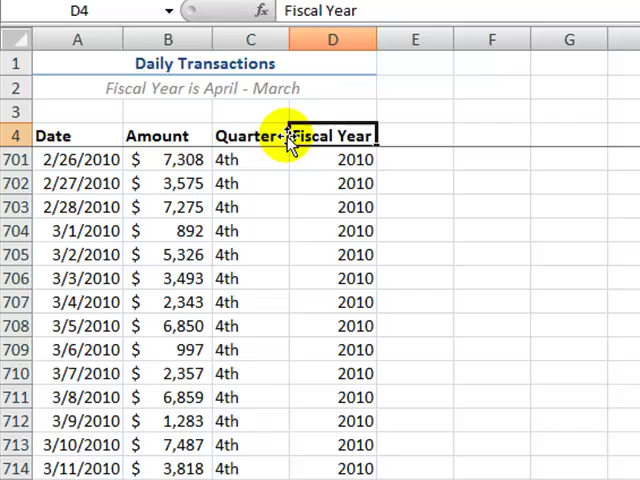 D4 fx Fiscal Year
A B C D E F G
1 Daily Transactions
2 Fiscal Year is April - March
3
4 Date Amount Quarter Fiscal Year
701 2/26/2010 $ 7,308 4th 2010
702 2/27/2010 $ 3,575 4th 2010
703 2/28/2010 $ 7,275 4th 2010
704 3/1/2010 $ 892 4th 2010
705 3/2/2010 $ 5,326 4th 2010
706 3/3/2010 $ 3,493 4th 2010
707 3/4/2010 $ 2,343 4th 2010
708 3/5/2010 $ 6,850 4th 2010
709 3/6/2010 $ 997 4th 2010
710 3/7/2010 $ 2,357 4th 2010
711 3/8/2010 $ 6,859 4th 2010
712 3/9/2010 $ 1,283 4th 2010
713 3/10/2010 $ 7,487 4th 2010
714 3/11/2010 $ 3,818 4th 2010